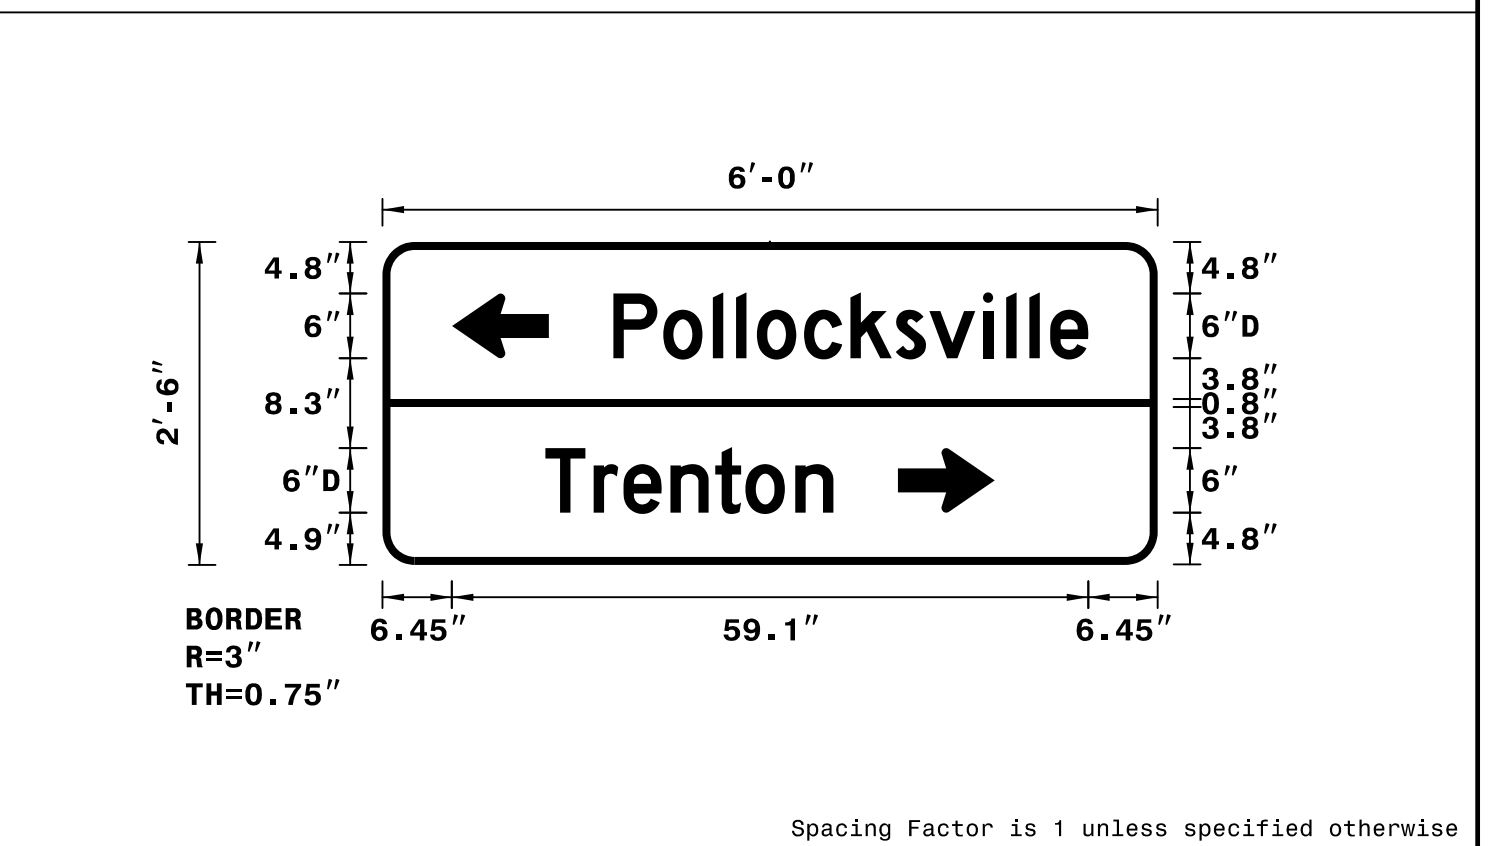 6'-0"
4.8"
4.8"
6"
← Pollocksville
6"D
3.8"
8.3"
0.8"
3.8"
2'-6"
6"D
Trenton →
6"
4.9"
4.8"
6.45"
59.1"
6.45"
BORDER
R=3"
TH=0.75"
Spacing Factor is 1 unless specified otherwise